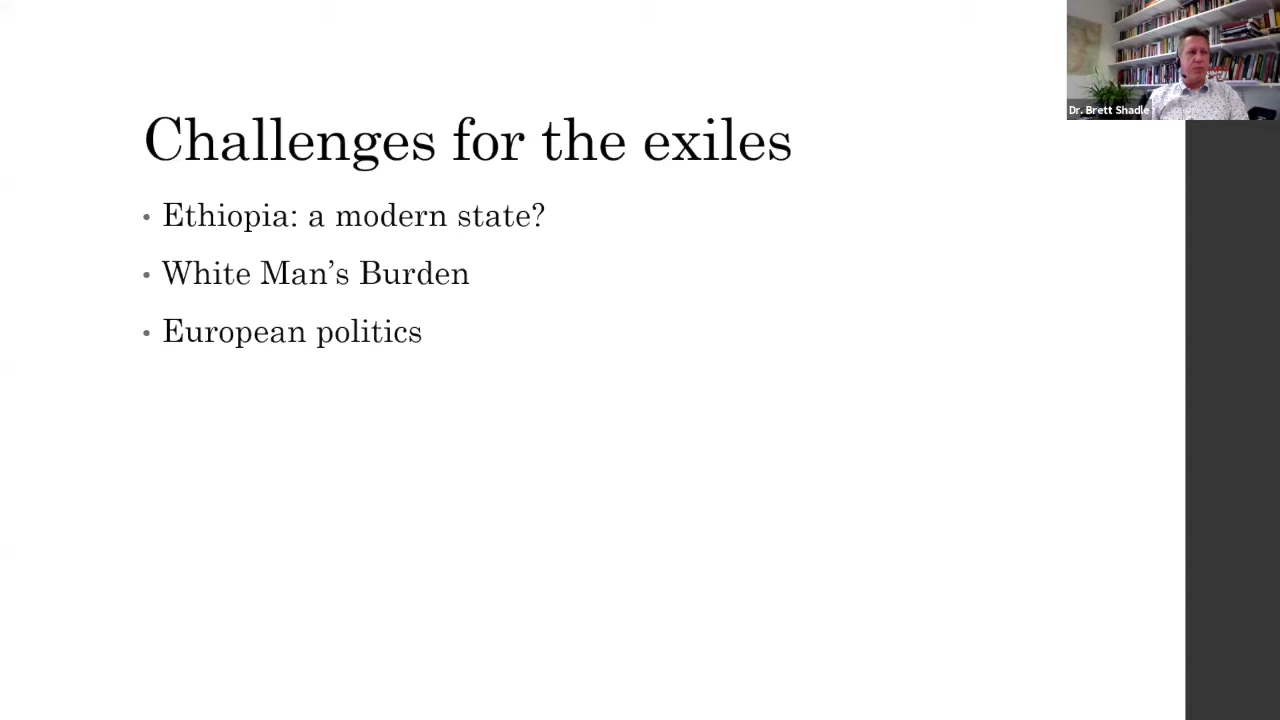 Dr. Brett Shadle
Challenges for the exiles
• Ethiopia: a modern state?
• White Man’s Burden
• European politics